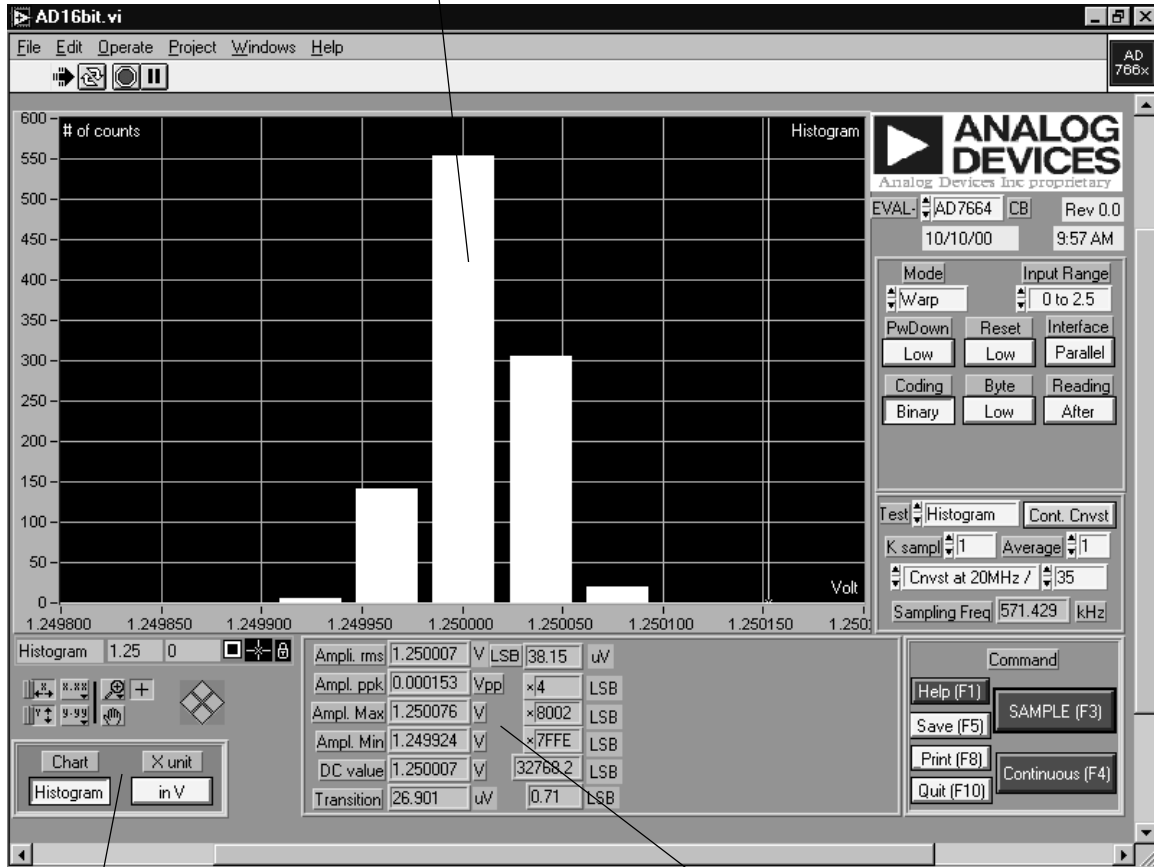 AD16bit.vi
File Edit Operate Project Windows Help
AD
766x
# of counts
Histogram
600
550
500
450
400
350
300
250
200
150
100
50
0
Volt
1.249800 1.249850 1.249900 1.249950 1.250000 1.250050 1.250100 1.250150 1.250
ANALOG
DEVICES
Analog Devices Inc proprietary
EVAL- AD7664 CB Rev 0.0
10/10/00 9:57 AM
Mode Input Range
Warp 0 to 2.5
PwDown Reset Interface
Low Low Parallel
Coding Byte Reading
Binary Low After
Test Histogram Cont. Cnvst
K sampl 1 Average 1
Cnvst at 20MHz / 35
Sampling Freq 571.429 kHz
Histogram 1.25 0
X.XX
Y.YY
Chart X unit
Histogram in V
Ampli. rms 1.250007 V LSB 38.15 uV
Ampl. ppk 0.000153 Vpp ×4 LSB
Ampl. Max 1.250076 V ×8002 LSB
Ampl. Min 1.249924 V ×7FFE LSB
DC value 1.250007 V 32768.2 LSB
Transition 26.901 uV 0.71 LSB
Command
Help (F1)
Save (F5)
Print (F8)
Quit (F10)
SAMPLE (F3)
Continuous (F4)